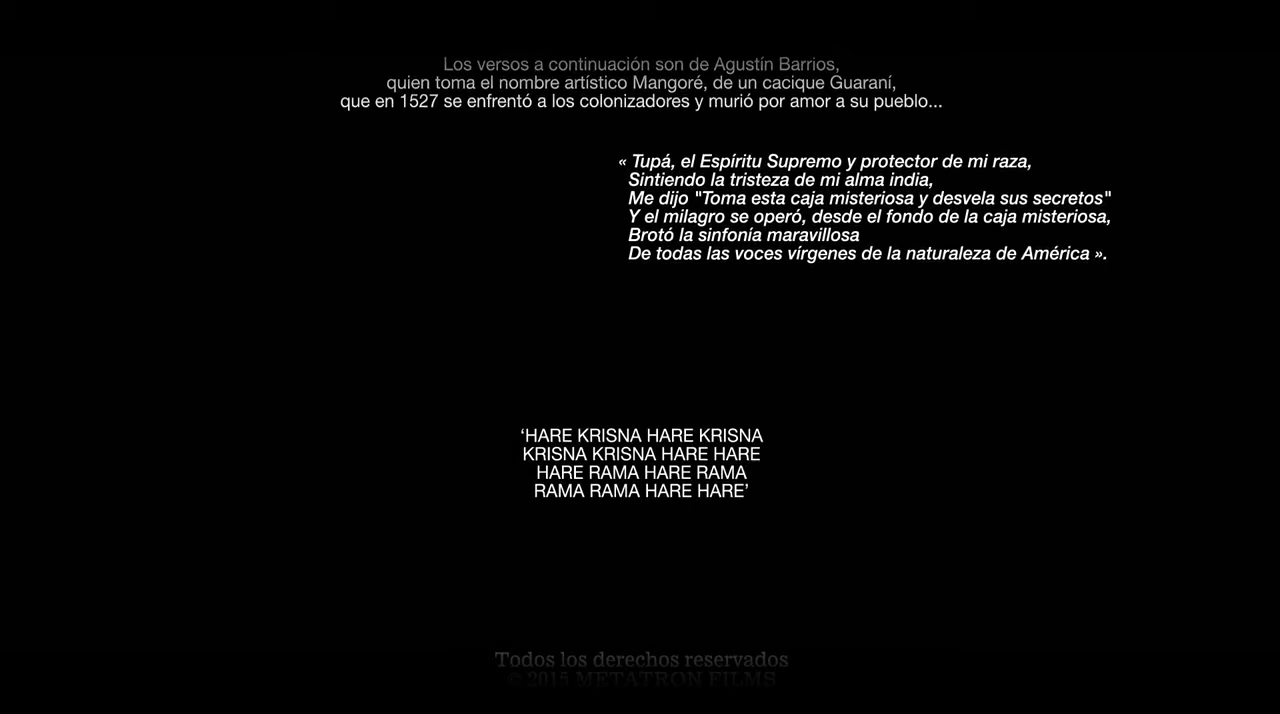 Los versos a continuación son de Agustín Barrios,
quien toma el nombre artístico Mangoré, de un cacique Guaraní,
que en 1527 se enfrentó a los colonizadores y murió por amor a su pueblo...
« Tupá, el Espíritu Supremo y protector de mi raza,
Sintiendo la tristeza de mi alma india,
Me dijo "Toma esta caja misteriosa y desvela sus secretos"
Y el milagro se operó, desde el fondo de la caja misteriosa,
Brotó la sinfonía maravillosa
De todas las voces vírgenes de la naturaleza de América ».
‘HARE KRISNA HARE KRISNA
KRISNA KRISNA HARE HARE
HARE RAMA HARE RAMA
RAMA RAMA HARE HARE’
Todos los derechos reservados
© 2015 METATRON FILMS